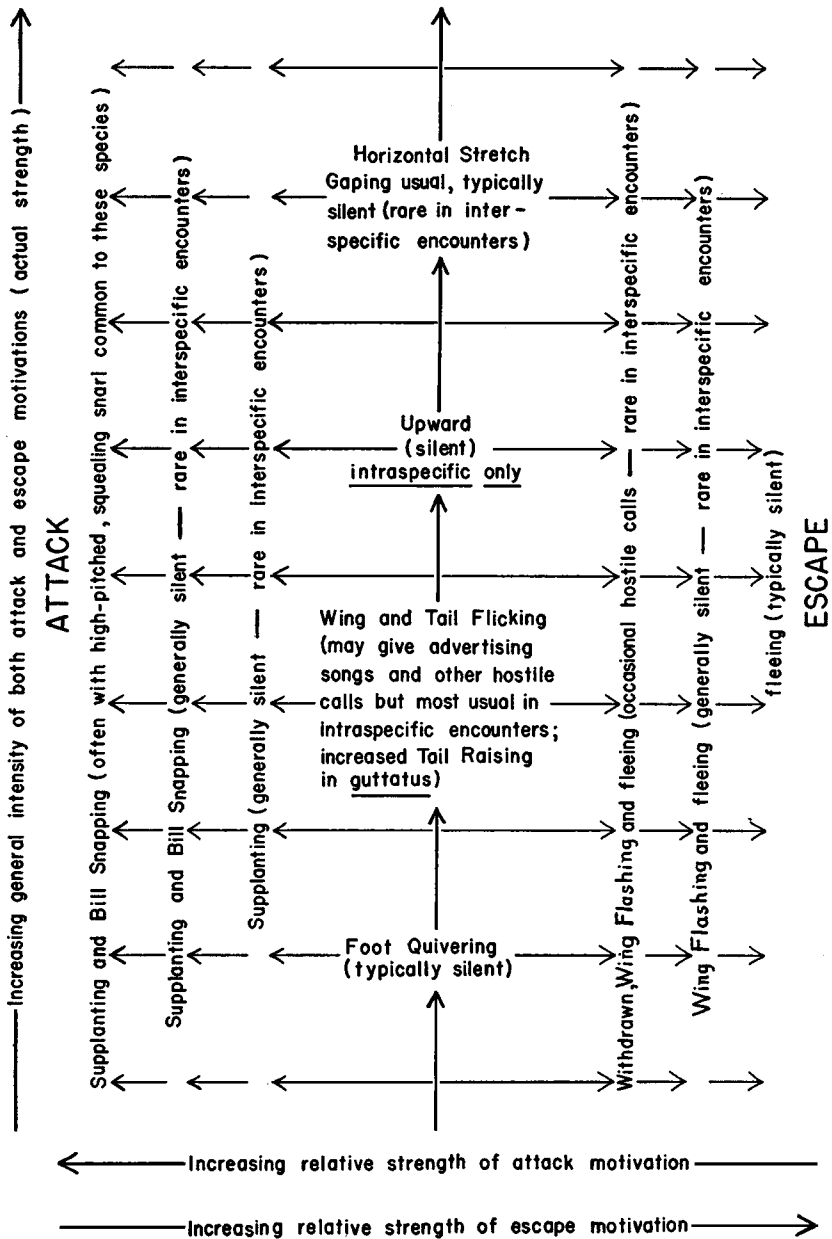 Increasing general intensity of both attack and escape motivations (actual strength)
ATTACK
Supplanting and Bill Snapping (often with high-pitched, squealing snarl common to these species)
Supplanting and Bill Snapping (generally silent — rare in interspecific encounters)
Supplanting (generally silent — rare in Interspecific encounters)
Horizontal Stretch
Gaping usual, typically
silent (rare in inter-
specific encounters)
Upward
(silent)
intraspecific only
Wing and Tail Flicking
(may give advertising
songs and other hostile
calls but most usual in
intraspecific encounters;
increased Tail Raising
in guttatus)
Foot Quivering
(typically silent)
Withdrawn, Wing Flashing and fleeing (occasional hostile calls — rare in interspecific encounters)
Wing Flashing and fleeing (generally silent — rare in interspecific encounters)
fleeing (typically silent)
ESCAPE
Increasing relative strength of attack motivation
Increasing relative strength of escape motivation